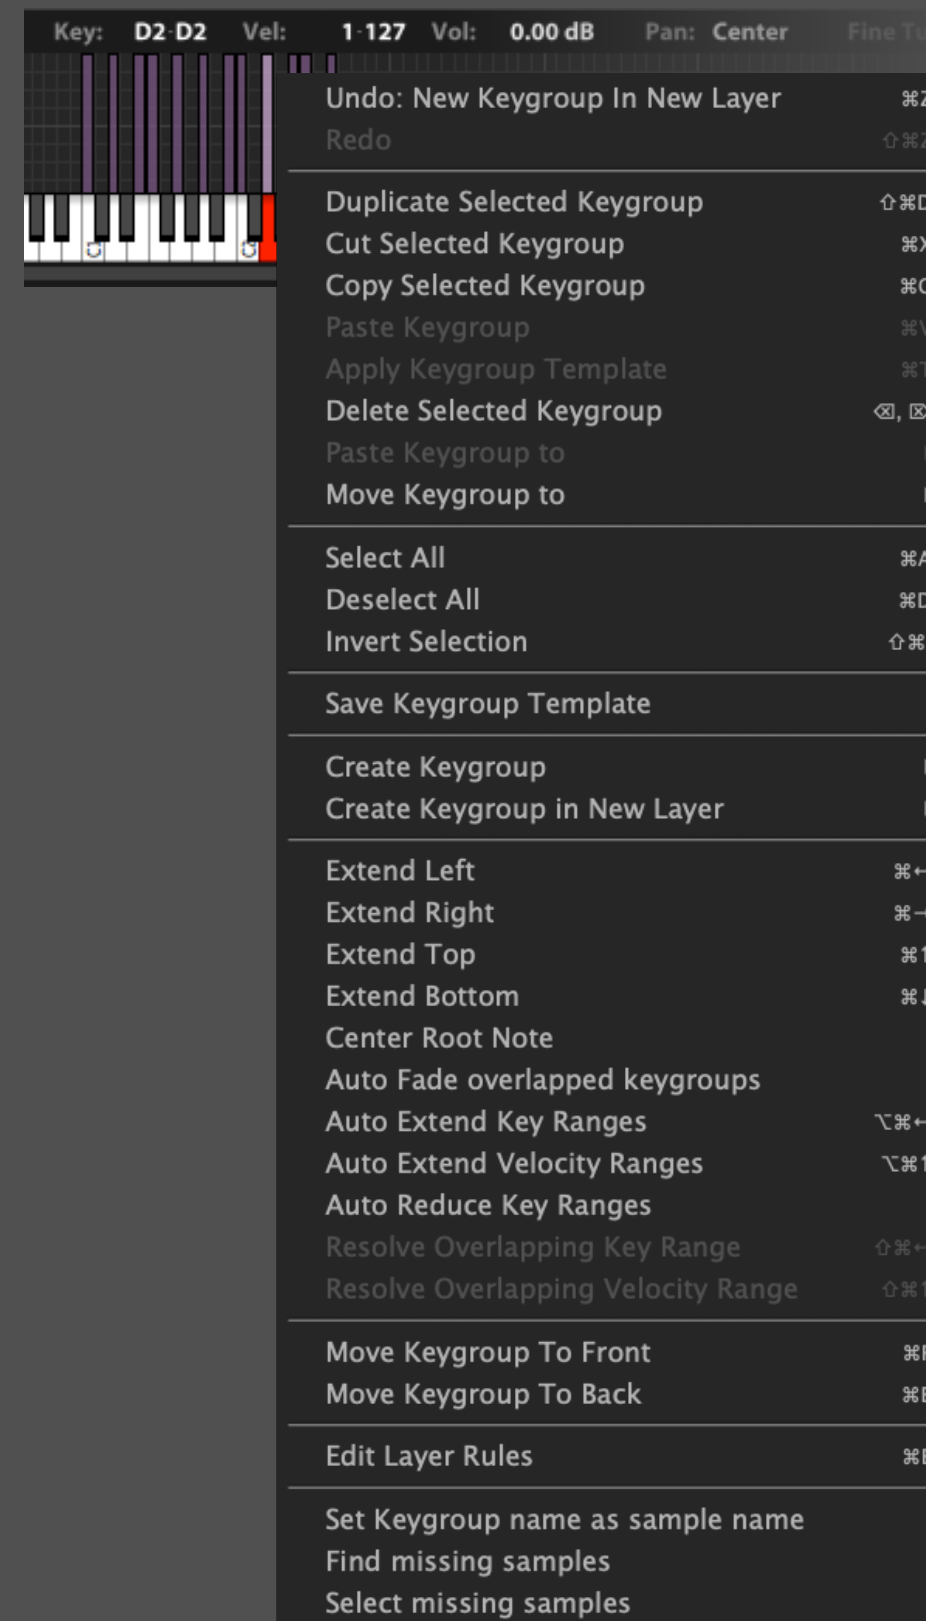 Key: D2-D2 Vel: 1-127 Vol: 0.00 dB Pan: Center Fine
Undo: New Keygroup In New Layer ⌘Z
Redo ⇧⌘Z
Duplicate Selected Keygroup ⇧⌘D
Cut Selected Keygroup ⌘X
Copy Selected Keygroup ⌘C
Paste Keygroup ⌘V
Apply Keygroup Template ⌘T
Delete Selected Keygroup ⌫, ⌦
Paste Keygroup to
Move Keygroup to
Select All ⌘A
Deselect All ⌘D
Invert Selection ⇧⌘
Save Keygroup Template
Create Keygroup
Create Keygroup in New Layer
Extend Left ⌘←
Extend Right ⌘→
Extend Top ⌘↑
Extend Bottom ⌘↓
Center Root Note
Auto Fade overlapped keygroups
Auto Extend Key Ranges ⌥⌘←
Auto Extend Velocity Ranges ⌥⌘↑
Auto Reduce Key Ranges
Resolve Overlapping Key Range ⇧⌘←
Resolve Overlapping Velocity Range ⇧⌘↑
Move Keygroup To Front ⌘F
Move Keygroup To Back ⌘B
Edit Layer Rules ⌘E
Set Keygroup name as sample name
Find missing samples
Select missing samples